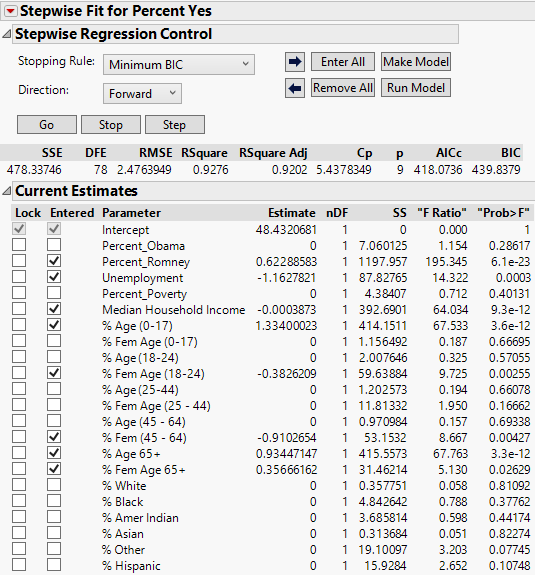 Stepwise Fit for Percent Yes
Stepwise Regression Control
Stopping Rule: Minimum BIC Enter All Make Model
Direction: Forward Remove All Run Model
Go Stop Step
SSE DFE RMSE RSquare RSquare Adj Cp p AICc BIC
478.33746 78 2.4763949 0.9276 0.9202 5.4378349 9 418.0736 439.8379
Current Estimates
Lock Entered Parameter Estimate nDF SS "F Ratio" "Prob>F"
Intercept 48.4320681 1 0 0.000 1
Percent_Obama 0 1 7.060125 1.154 0.28617
Percent_Romney 0.62288583 1 1197.957 195.345 6.1e-23
Unemployment -1.1627821 1 87.82765 14.322 0.0003
Percent_Poverty 0 1 4.38407 0.712 0.40131
Median Household Income -0.0003873 1 392.6901 64.034 9.3e-12
% Age (0-17) 1.33400023 1 414.1511 67.533 3.6e-12
% Fem Age (0-17) 0 1 1.156492 0.187 0.66695
% Age (18-24) 0 1 2.007646 0.325 0.57055
% Fem Age (18-24) -0.3826209 1 59.63884 9.725 0.00255
% Age (25-44) 0 1 1.202573 0.194 0.66078
% Fem Age (25 - 44) 0 1 11.81332 1.950 0.16662
% Age (45 - 64) 0 1 0.970984 0.157 0.69338
% Fem (45 - 64) -0.9102654 1 53.1532 8.667 0.00427
% Age 65+ 0.93447147 1 415.5573 67.763 3.3e-12
% Fem Age 65+ 0.35666162 1 31.46214 5.130 0.02629
% White 0 1 0.357751 0.058 0.81092
% Black 0 1 4.842642 0.788 0.37762
% Amer Indian 0 1 3.685814 0.598 0.44174
% Asian 0 1 0.313684 0.051 0.82274
% Other 0 1 19.10097 3.203 0.07745
% Hispanic 0 1 15.9284 2.652 0.10748